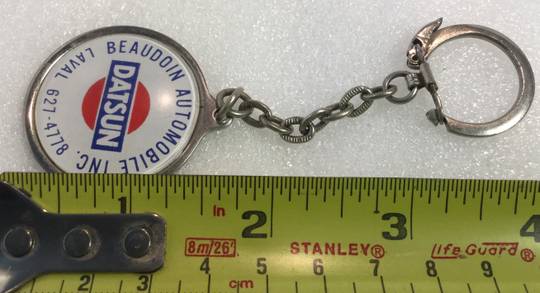 BEAUDOIN AUTOMOBILE INC.
LAVAL 627-4778
DATSUN
1 in 2 3 4
8m/26' STANLEY® life Guard®
2 3 4 5 6 7 8 9
cm